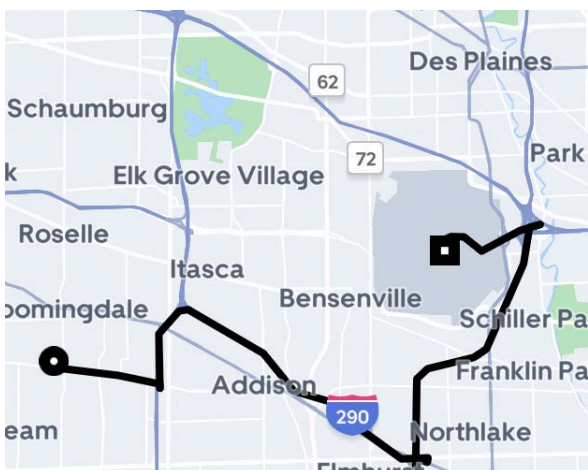 Des Plaines
62
Schaumburg
72
Park
k
Elk Grove Village
Roselle
Itasca
Bensenville
oomingdale
Schiller Pa
Franklin Pa
Addison
290
eam
Northlake
Elmhurst